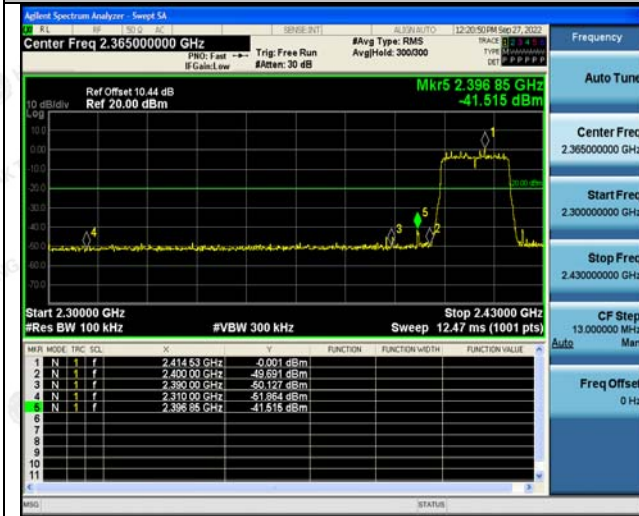 Agilent Spectrum Analyzer - Swept SA
RL RF 50 Ω AC SENSE:INT ALIGN AUTO 12:20:50 PM Sep 27, 2022
Center Freq 2.365000000 GHz
PNO: Fast
IFGain:Low
Trig: Free Run
#Atten: 30 dB
#Avg Type: RMS
Avg|Hold: 300/300
TRACE 1 2 3 4 5 6
TYPE MWWWWW
DET P P P P P P
Ref Offset 10.44 dB
Ref 20.00 dBm
10 dB/div
Log
Mkr5 2.396 85 GHz
-41.515 dBm
10.0
0.00
-10.0
-20.0
-30.0
-40.0
-50.0
-60.0
-70.0
-20.00 dBm
1
2
3
4
5
Start 2.30000 GHz
Stop 2.43000 GHz
#Res BW 100 kHz #VBW 300 kHz Sweep 12.47 ms (1001 pts)
MKR MODE TRC SCL X Y FUNCTION FUNCTION WIDTH FUNCTION VALUE
1 N 1 f 2.414 53 GHz -0.001 dBm
2 N 1 f 2.400 00 GHz -49.691 dBm
3 N 1 f 2.390 00 GHz -50.127 dBm
4 N 1 f 2.310 00 GHz -51.864 dBm
5 N 1 f 2.396 85 GHz -41.515 dBm
6
7
8
9
10
11
MSG STATUS
Frequency
Auto Tune
Center Freq
2.365000000 GHz
Start Freq
2.300000000 GHz
Stop Freq
2.430000000 GHz
CF Step
13.000000 MHz
Auto Man
Freq Offset
0 Hz